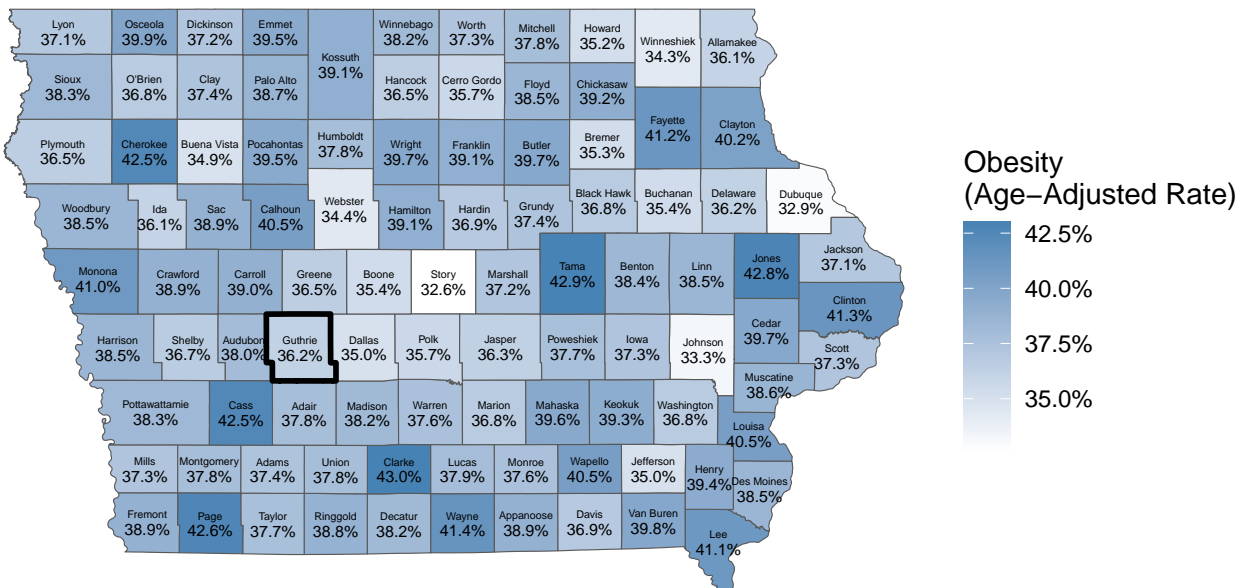 Lyon
37.1%
Osceola
39.9%
Dickinson
37.2%
Emmet
39.5%
Kossuth
39.1%
Winnebago
38.2%
Worth
37.3%
Mitchell
37.8%
Howard
35.2%
Winneshiek
34.3%
Allamakee
36.1%
Sioux
38.3%
O'Brien
36.8%
Clay
37.4%
Palo Alto
38.7%
Hancock
36.5%
Cerro Gordo
35.7%
Floyd
38.5%
Chickasaw
39.2%
Fayette
41.2%
Clayton
40.2%
Plymouth
36.5%
Cherokee
42.5%
Buena Vista
34.9%
Pocahontas
39.5%
Humboldt
37.8%
Wright
39.7%
Franklin
39.1%
Butler
39.7%
Bremer
35.3%
Woodbury
38.5%
Ida
36.1%
Sac
38.9%
Calhoun
40.5%
Webster
34.4%
Hamilton
39.1%
Hardin
36.9%
Grundy
37.4%
Black Hawk
36.8%
Buchanan
35.4%
Delaware
36.2%
Dubuque
32.9%
Monona
41.0%
Crawford
38.9%
Carroll
39.0%
Greene
36.5%
Boone
35.4%
Story
32.6%
Marshall
37.2%
Tama
42.9%
Benton
38.4%
Linn
38.5%
Jones
42.8%
Jackson
37.1%
Clinton
41.3%
Harrison
38.5%
Shelby
36.7%
Audubon
38.0%
Guthrie
36.2%
Dallas
35.0%
Polk
35.7%
Jasper
36.3%
Poweshiek
37.7%
Iowa
37.3%
Johnson
33.3%
Cedar
39.7%
Scott
37.3%
Muscatine
38.6%
Pottawattamie
38.3%
Cass
42.5%
Adair
37.8%
Madison
38.2%
Warren
37.6%
Marion
36.8%
Mahaska
39.6%
Keokuk
39.3%
Washington
36.8%
Louisa
40.5%
Mills
37.3%
Montgomery
37.8%
Adams
37.4%
Union
37.8%
Clarke
43.0%
Lucas
37.9%
Monroe
37.6%
Wapello
40.5%
Jefferson
35.0%
Henry
39.4%
Des Moines
38.5%
Fremont
38.9%
Page
42.6%
Taylor
37.7%
Ringgold
38.8%
Decatur
38.2%
Wayne
41.4%
Appanoose
38.9%
Davis
36.9%
Van Buren
39.8%
Lee
41.1%
Obesity
(Age−Adjusted Rate)
42.5%
40.0%
37.5%
35.0%